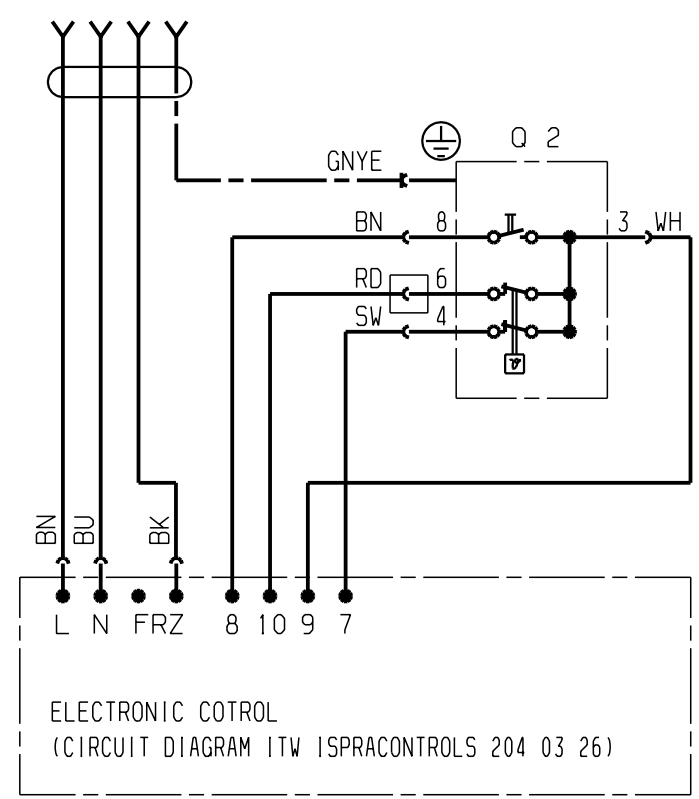 Q 2
GNYE
BN 8 3 WH
RD 6
SW 4
ϑ
BN BU BK
L N FRZ 8 10 9 7
ELECTRONIC COTROL
(CIRCUIT DIAGRAM ITW ISPRACONTROLS 204 03 26)